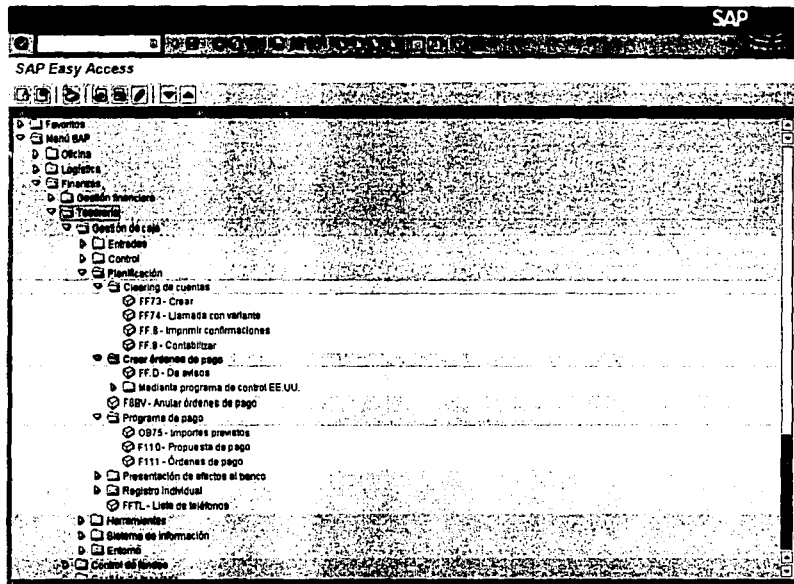 SAP
SAP Easy Access
Favoritos
Menú SAP
Oficina
Logística
Finanzas
Gestión financiera
Tesorería
Gestión de caja
Entradas
Control
Planificación
Clearing de cuentas
FF73 - Crear
FF74 - Llamada con variante
FF.8 - Imprimir confirmaciones
FF.9 - Contabilizar
Crear órdenes de pago
FF.D - De avisos
Mediante programa de control EE.UU.
F8BV - Anular órdenes de pago
Programa de pago
OB75 - Importes previstos
F110 - Propuesta de pago
F111 - Órdenes de pago
Presentación de efectos al banco
Registro individual
FFTL - Lista de teléfonos
Herramientas
Sistema de información
Entorno
Control de fondos